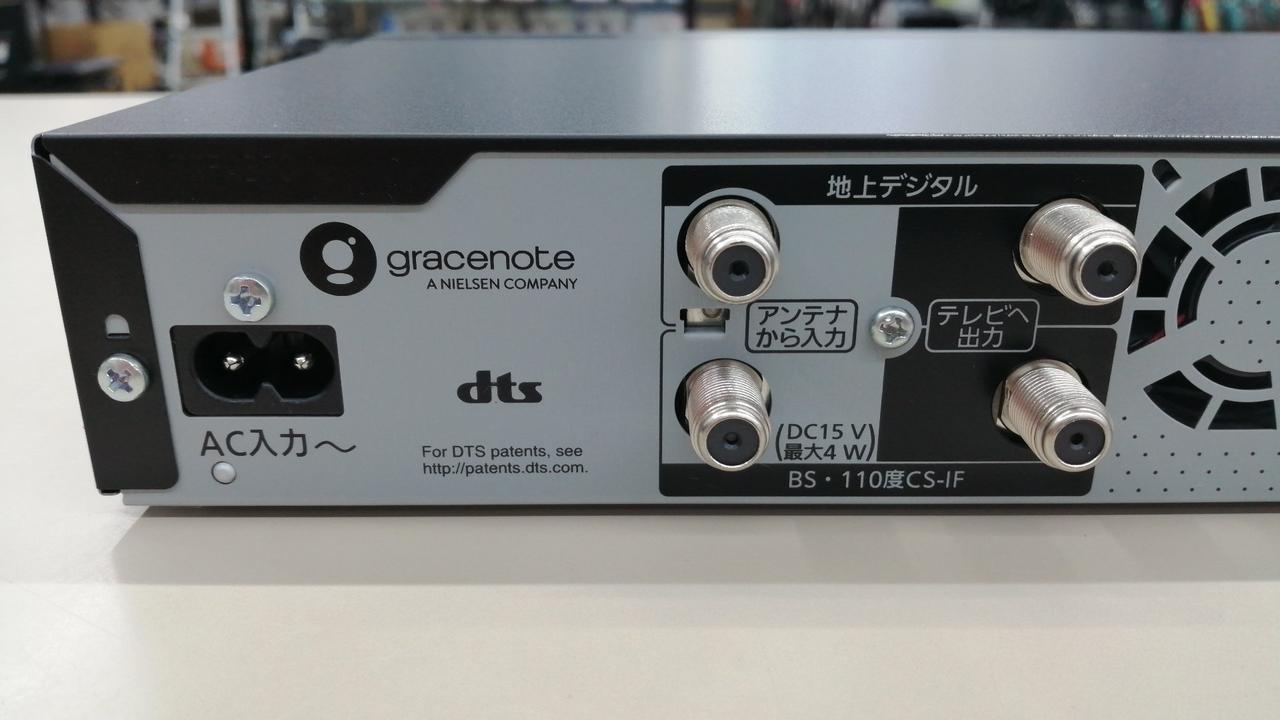 gracenote
A NIELSEN COMPANY
AC入力～
dts
For DTS patents, see
http://patents.dts.com.
地上デジタル
アンテナ
から入力
テレビへ
出力
(DC15 V)
(最大4 W)
BS・110度CS-IF